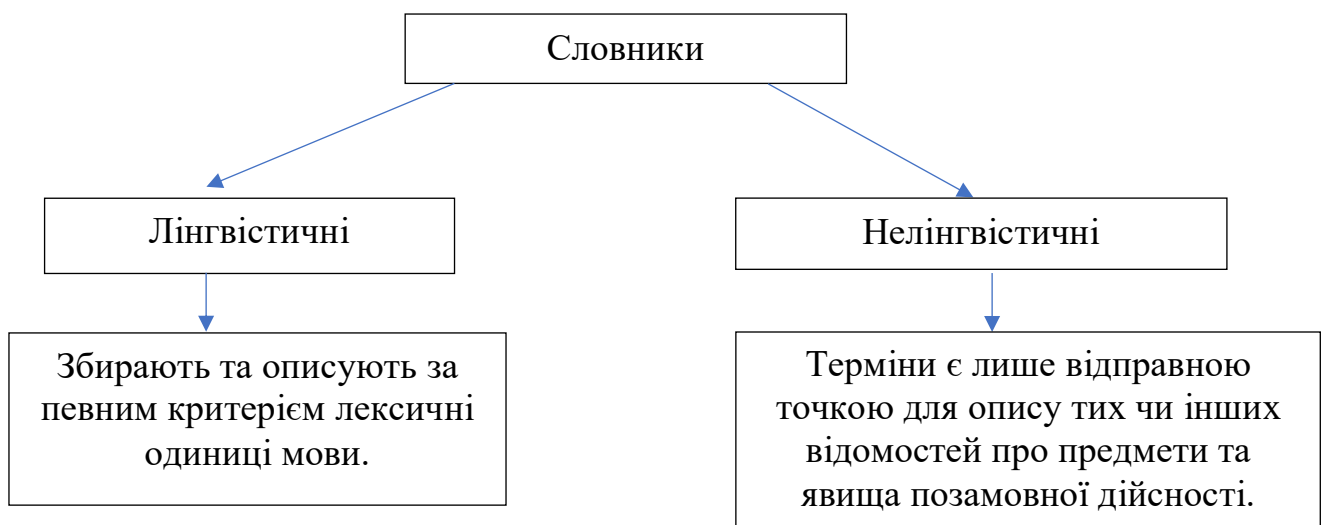 Словники
Лінгвістичні
Нелінгвістичні
Збирають та описують за
певним критерієм лексичні
одиниці мови.
Терміни є лише відправною
точкою для опису тих чи інших
відомостей про предмети та
явища позамовної дійсності.